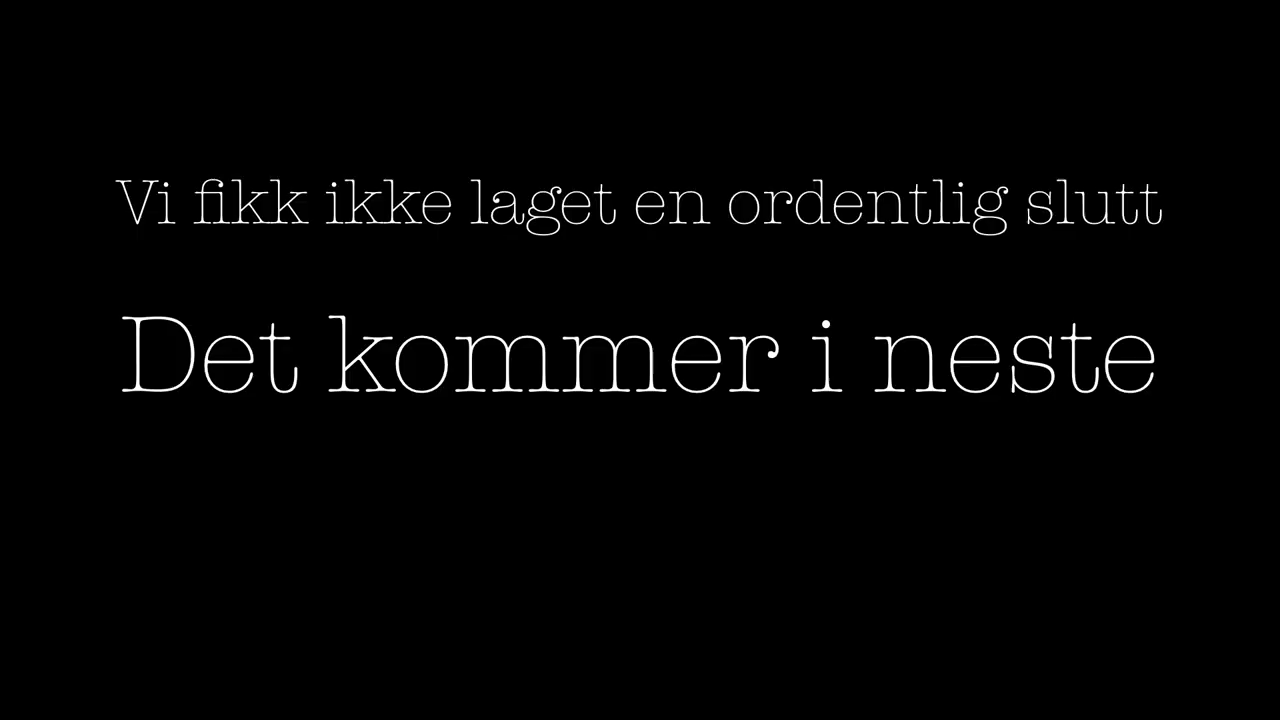 Vi fikk ikke laget en ordentlig slutt
Det kommer i neste